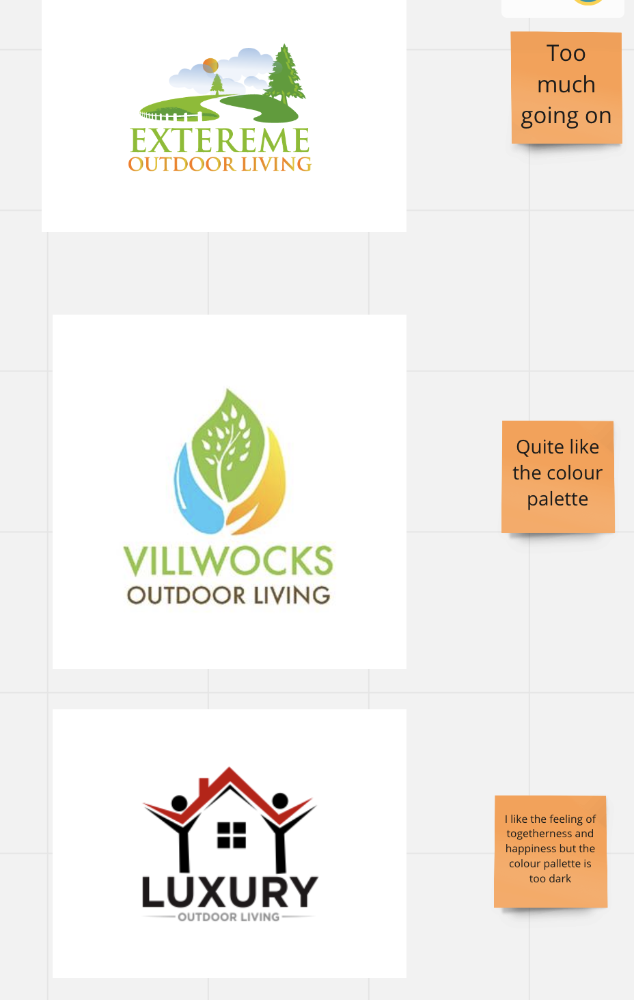 Too
much
going on
EXTEREME
OUTDOOR LIVING
Quite like
the colour
palette
VILLWOCKS
OUTDOOR LIVING
I like the feeling of
togetherness and
happiness but the
colour pallette is
too dark
LUXURY
OUTDOOR LIVING